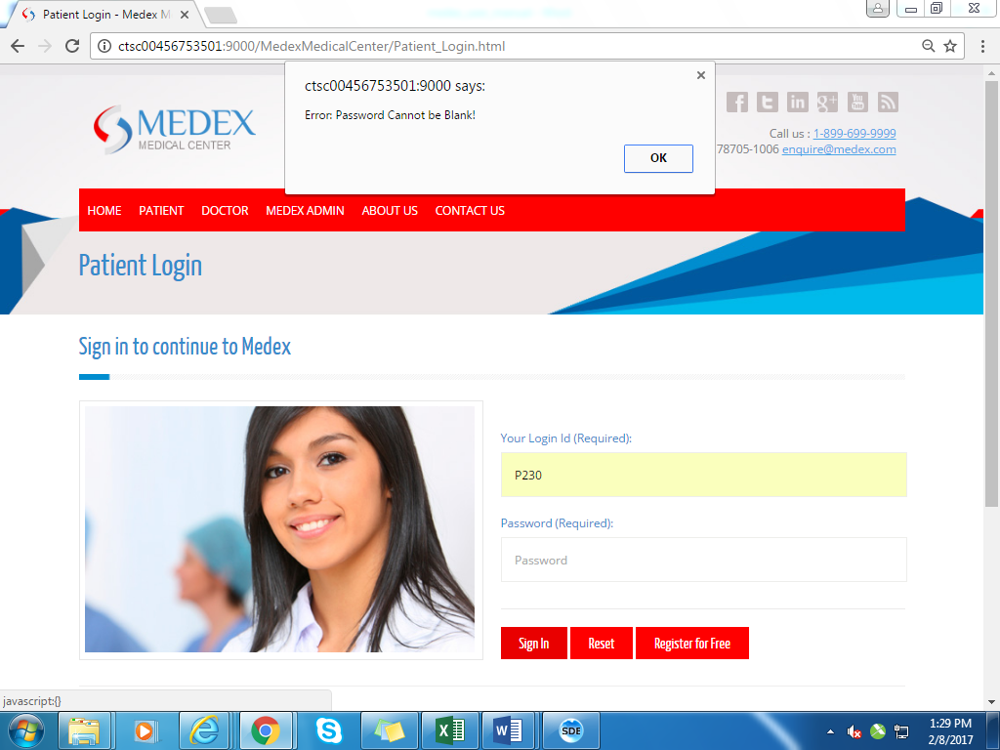 Patient Login - Medex M
ctsc00456753501:9000/MedexMedicalCenter/Patient_Login.html
ctsc00456753501:9000 says:
Error: Password Cannot be Blank!
OK
MEDEX
MEDICAL CENTER
f t in g+ You Tube
Call us : 1-899-699-9999
78705-1006 enquire@medex.com
HOME PATIENT DOCTOR MEDEX ADMIN ABOUT US CONTACT US
Patient Login
Sign in to continue to Medex
Your Login Id (Required):
P230
Password (Required):
Password
Sign In Reset Register for Free
javascript:{}
SDE
1:29 PM
2/8/2017